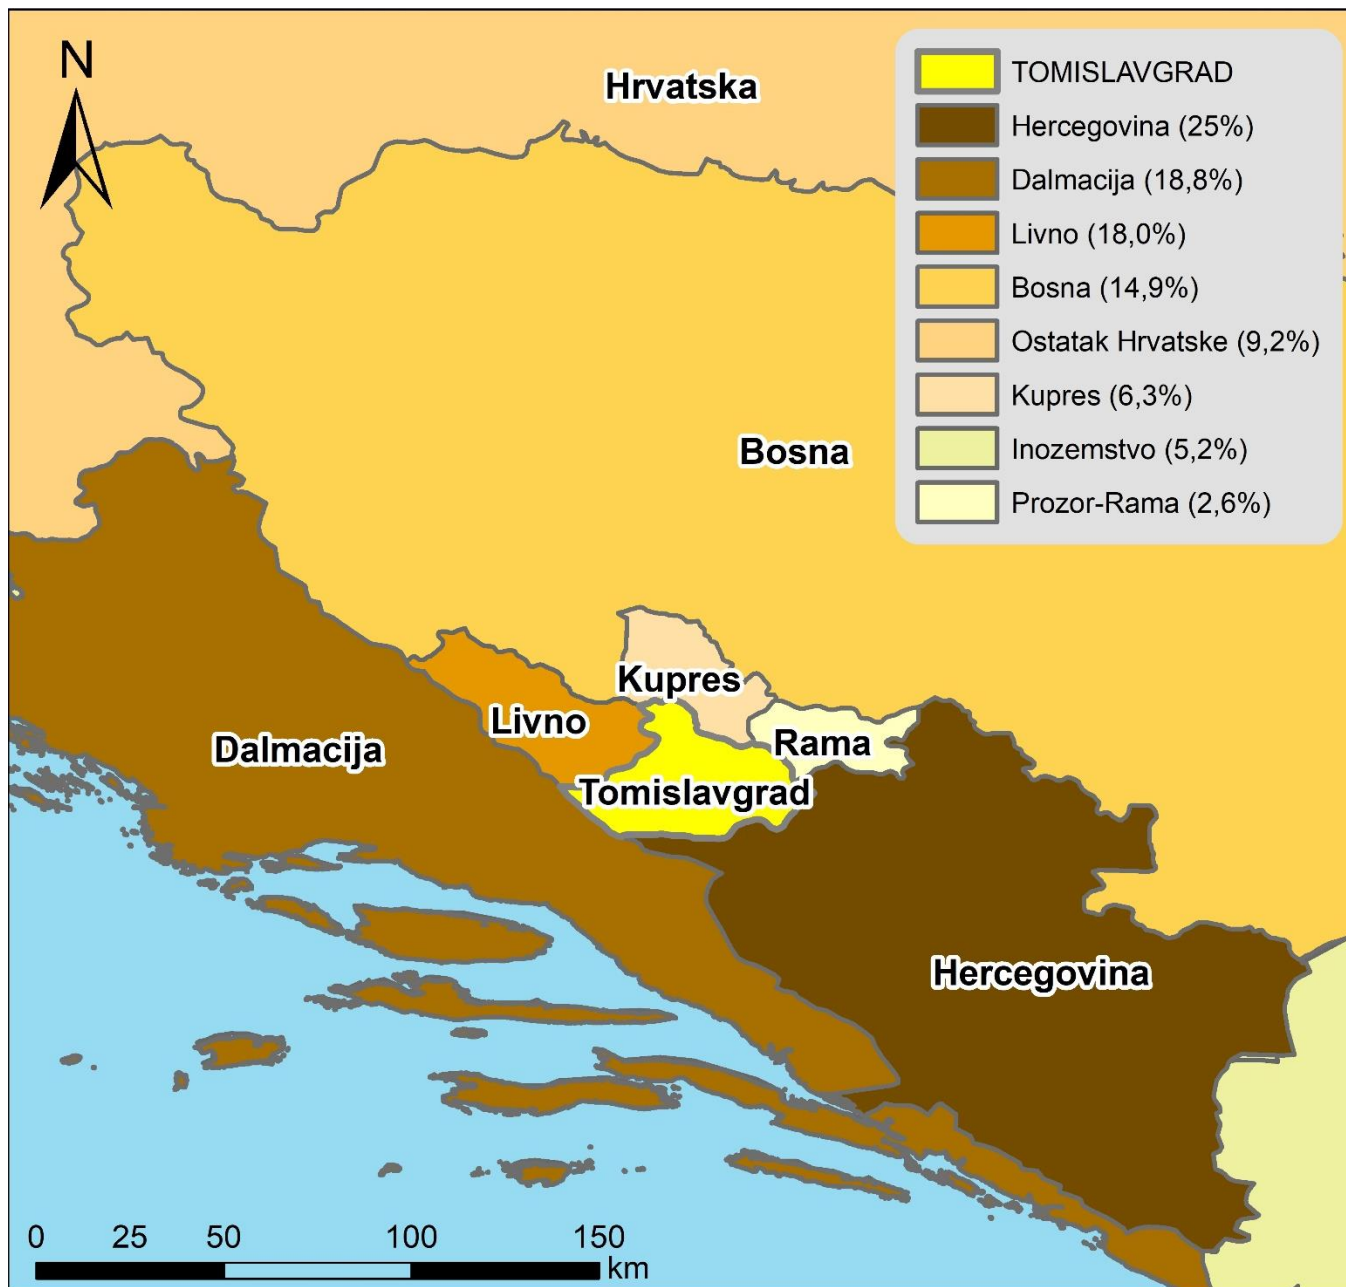 N
Hrvatska
TOMISLAVGRAD
Hercegovina (25%)
Dalmacija (18,8%)
Livno (18,0%)
Bosna (14,9%)
Ostatak Hrvatske (9,2%)
Kupres (6,3%)
Inozemstvo (5,2%)
Prozor-Rama (2,6%)
Bosna
Kupres
Livno
Rama
Dalmacija
Tomislavgrad
Hercegovina
0 25 50 100 150
km